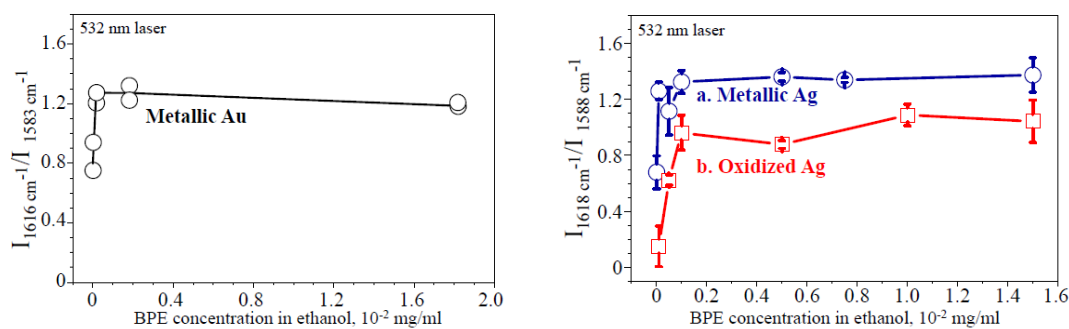 532 nm laser
1.6
1.2
0.8
0.4
0
I1616 cm-1/I 1583 cm-1
Metallic Au
0 0.4 0.8 1.2 1.6 2.0
BPE concentration in ethanol, 10-2 mg/ml
532 nm laser
1.6
1.2
0.8
0.4
0
I1618 cm-1/I 1588 cm-1
a. Metallic Ag
b. Oxidized Ag
0 0.2 0.4 0.6 0.8 1.0 1.2 1.4 1.6
BPE concentration in ethanol, 10-2 mg/ml